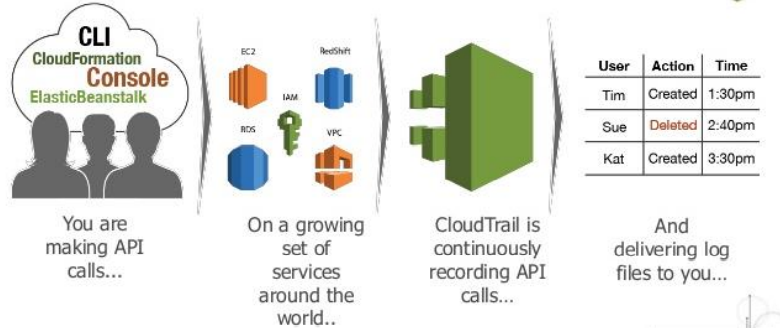 CLI
CloudFormation
Console
ElasticBeanstalk
EC2
RedShift
IAM
RDS
VPC
User Action Time
Tim Created 1:30pm
Sue Deleted 2:40pm
Kat Created 3:30pm
You are
making API
calls...
On a growing
set of
services
around the
world..
CloudTrail is
continuously
recording API
calls...
And
delivering log
files to you...